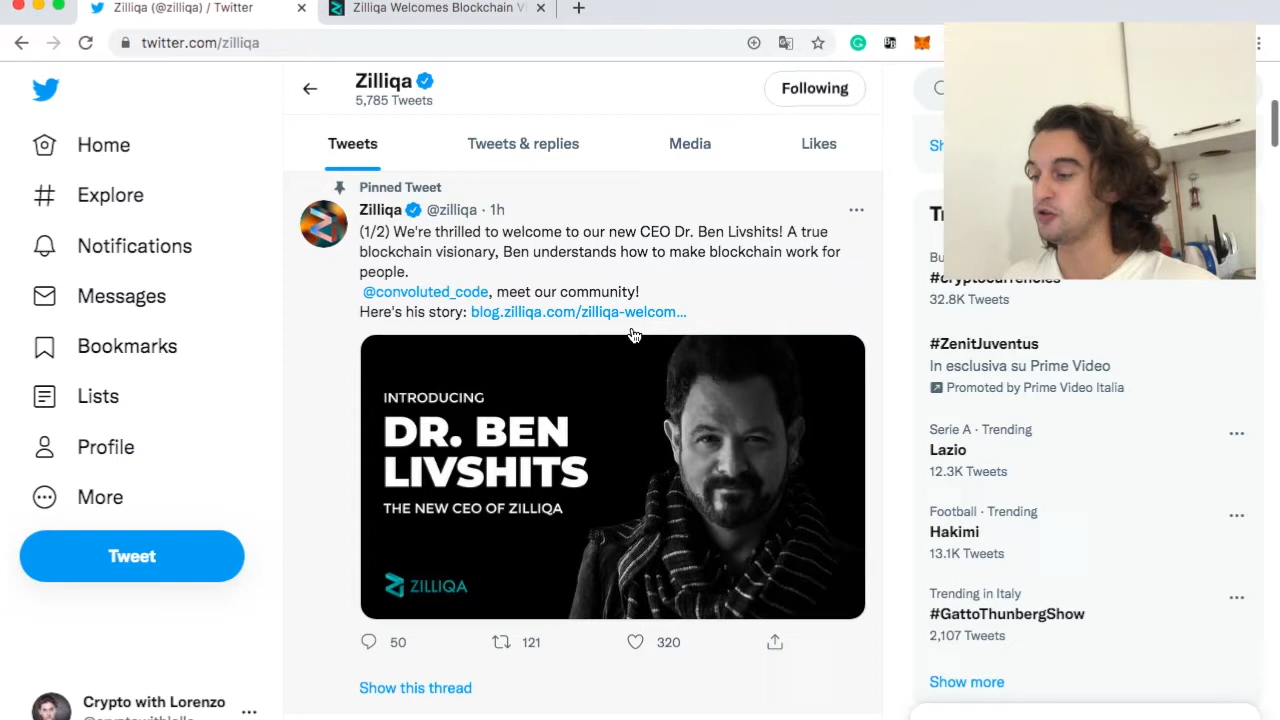 Zilliqa (@zilliqa) / Twitter
Zilliqa Welcomes Blockchain
twitter.com/zilliqa
Home
Explore
Notifications
Messages
Bookmarks
Lists
Profile
More
Tweet
Crypto with Lorenzo
Zilliqa
5,785 Tweets
Following
Tweets
Tweets & replies
Media
Likes
Pinned Tweet
Zilliqa @zilliqa · 1h
(1/2) We're thrilled to welcome to our new CEO Dr. Ben Livshits! A true
blockchain visionary, Ben understands how to make blockchain work for
people.
@convoluted_code, meet our community!
Here's his story: blog.zilliqa.com/zilliqa-welcom...
INTRODUCING
DR. BEN
LIVSHITS
THE NEW CEO OF ZILLIQA
ZILLIQA
50
121
320
Show this thread
#cryptocurrencies
32.8K Tweets
#ZenitJuventus
In esclusiva su Prime Video
Promoted by Prime Video Italia
Serie A · Trending
Lazio
12.3K Tweets
Football · Trending
Hakimi
13.1K Tweets
Trending in Italy
#GattoThunbergShow
2,107 Tweets
Show more